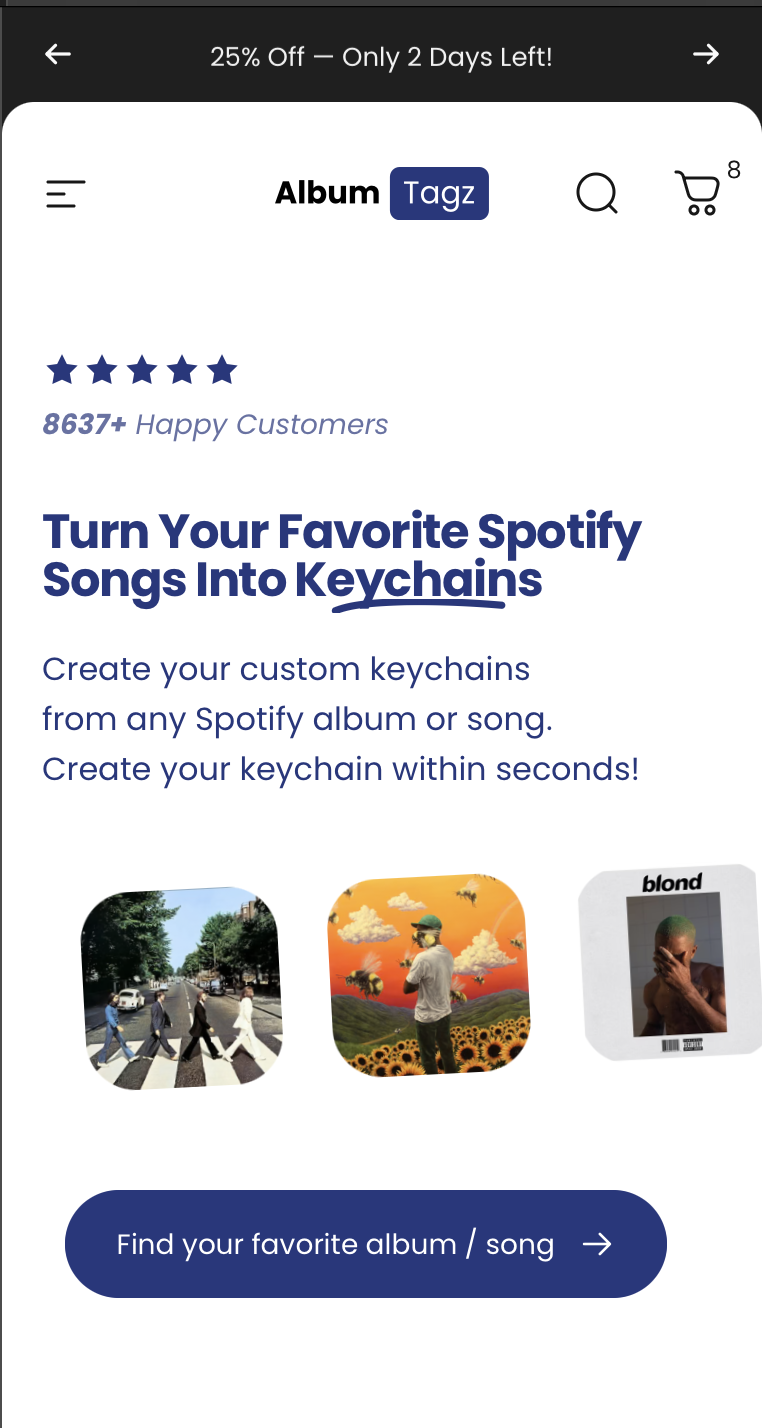 25% Off — Only 2 Days Left!
Album Tagz
8
8637+ Happy Customers
Turn Your Favorite Spotify
Songs Into Keychains
Create your custom keychains
from any Spotify album or song.
Create your keychain within seconds!
blond
Find your favorite album / song